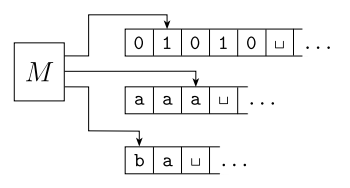 0 1 0 1 0 ⊔ ...
M
a a a ⊔ ...
b a ⊔ ...